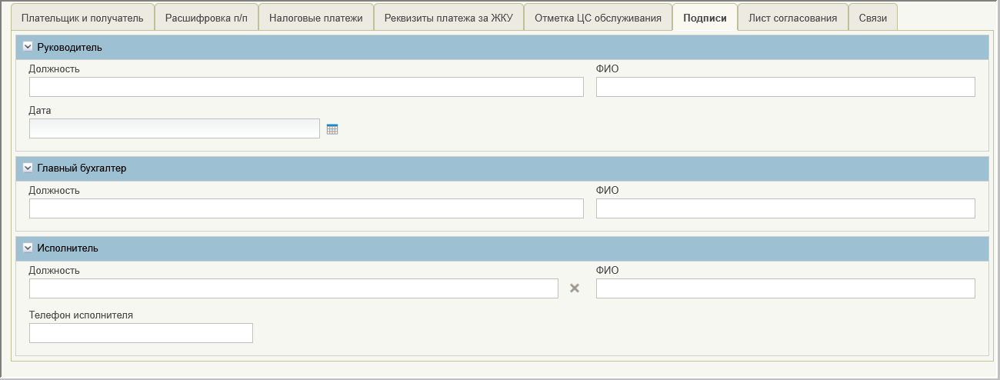 Плательщик и получатель Расшифровка п/п Налоговые платежи Реквизиты платежа за ЖКУ Отметка ЦС обслуживания Подписи Лист согласования Связи
Руководитель
Должность ФИО
Дата
Главный бухгалтер
Должность ФИО
Исполнитель
Должность ФИО
Телефон исполнителя